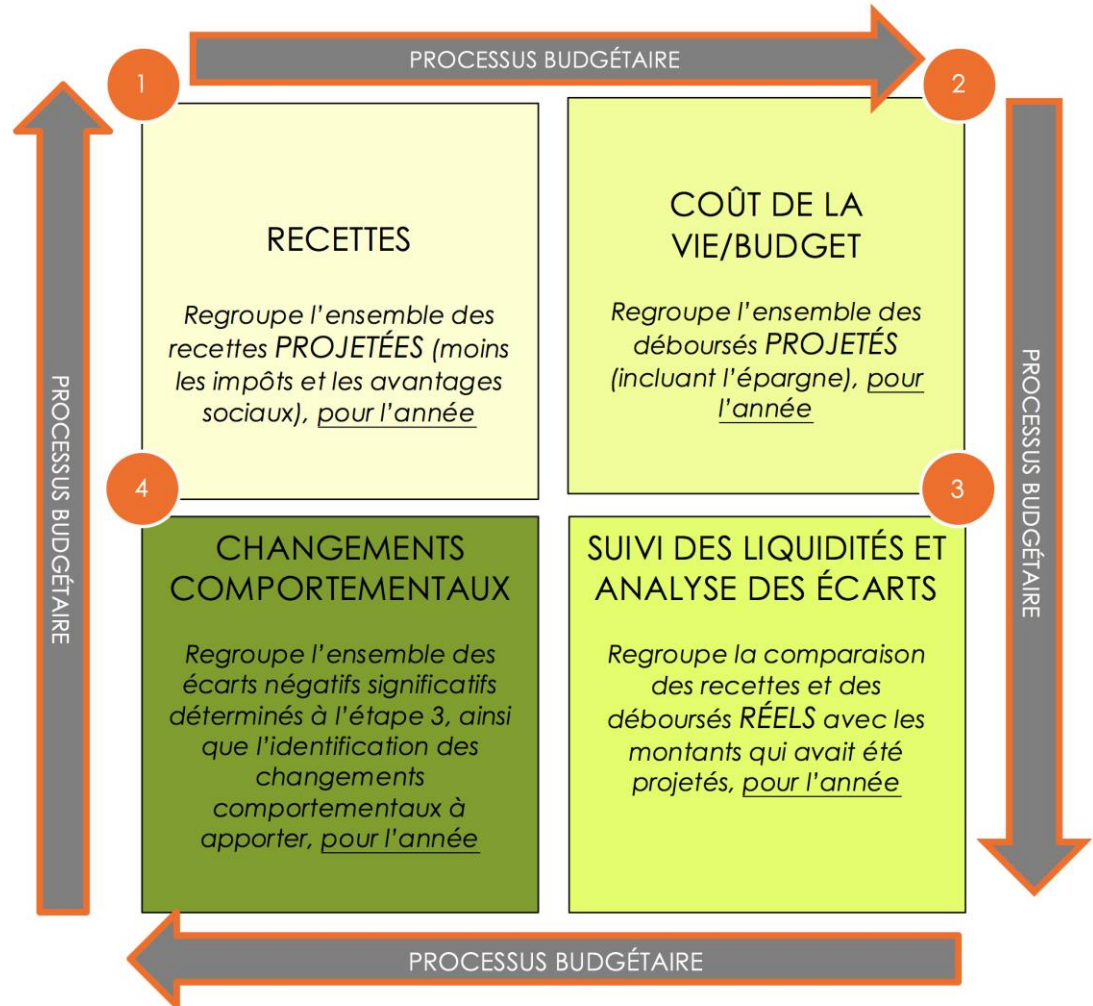 PROCESSUS BUDGÉTAIRE
1
2
RECETTES
Regroupe l'ensemble des
recettes PROJETÉES (moins
les impôts et les avantages
sociaux), pour l'année
COÛT DE LA
VIE/BUDGET
Regroupe l'ensemble des
déboursés PROJETÉS
(incluant l'épargne), pour
l'année
PROCESSUS BUDGÉTAIRE
PROCESSUS BUDGÉTAIRE
4
3
CHANGEMENTS
COMPORTEMENTAUX
Regroupe l'ensemble des
écarts négatifs significatifs
déterminés à l'étape 3, ainsi
que l'identification des
changements
comportementaux à
apporter, pour l'année
SUIVI DES LIQUIDITÉS ET
ANALYSE DES ÉCARTS
Regroupe la comparaison
des recettes et des
déboursés RÉELS avec les
montants qui avait été
projetés, pour l'année
PROCESSUS BUDGÉTAIRE